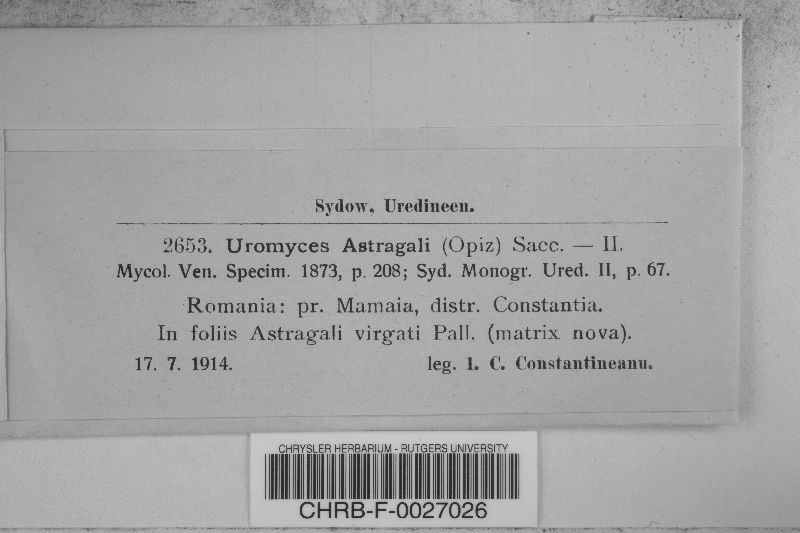 Sydow, Uredineen.
2653. Uromyces Astragali (Opiz) Sacc. — II.
Mycol. Ven. Specim. 1873, p. 208; Syd. Monogr. Ured. II, p. 67.
Romania: pr. Mamaia, distr. Constantia.
In foliis Astragali virgati Pall. (matrix nova).
17. 7. 1914. leg. I. C. Constantineanu.
CHRYSLER HERBARIUM - RUTGERS UNIVERSITY
CHRB-F-0027026